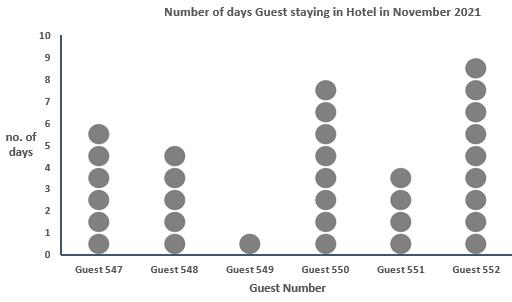 Number of days Guest staying in Hotel in November 2021
10
9
8
7
6
5
4
3
2
1
0
no. of
days
Guest 547 Guest 548 Guest 549 Guest 550 Guest 551 Guest 552
Guest Number